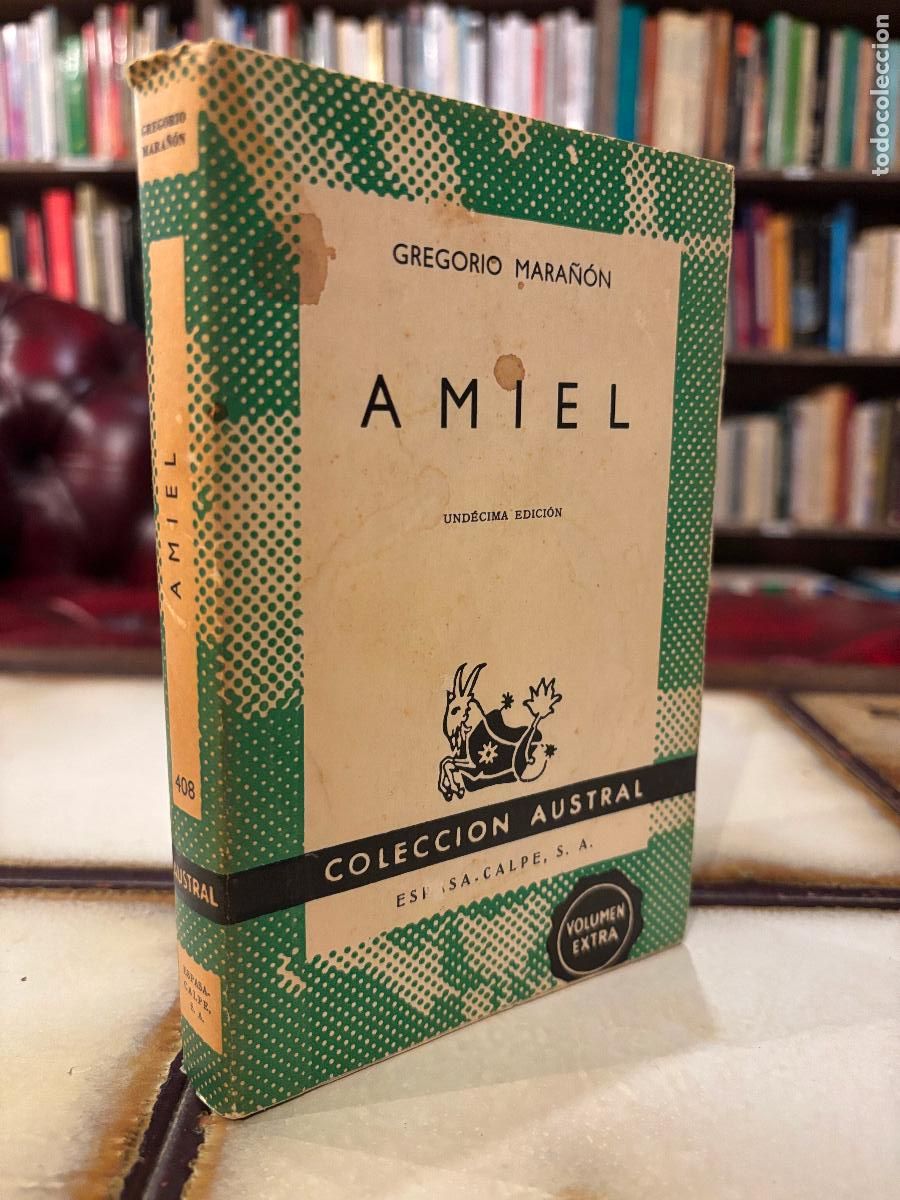 GREGORIO MARAÑÓN
AMIEL
UNDÉCIMA EDICIÓN
COLECCION AUSTRAL
ESPASA-CALPE, S. A.
VOLUMEN
EXTRA
GREGORIO
MARAÑÓN
AMIEL
408
AUSTRAL
ESPASA-
CALPE,
S. A.
todocoleccion